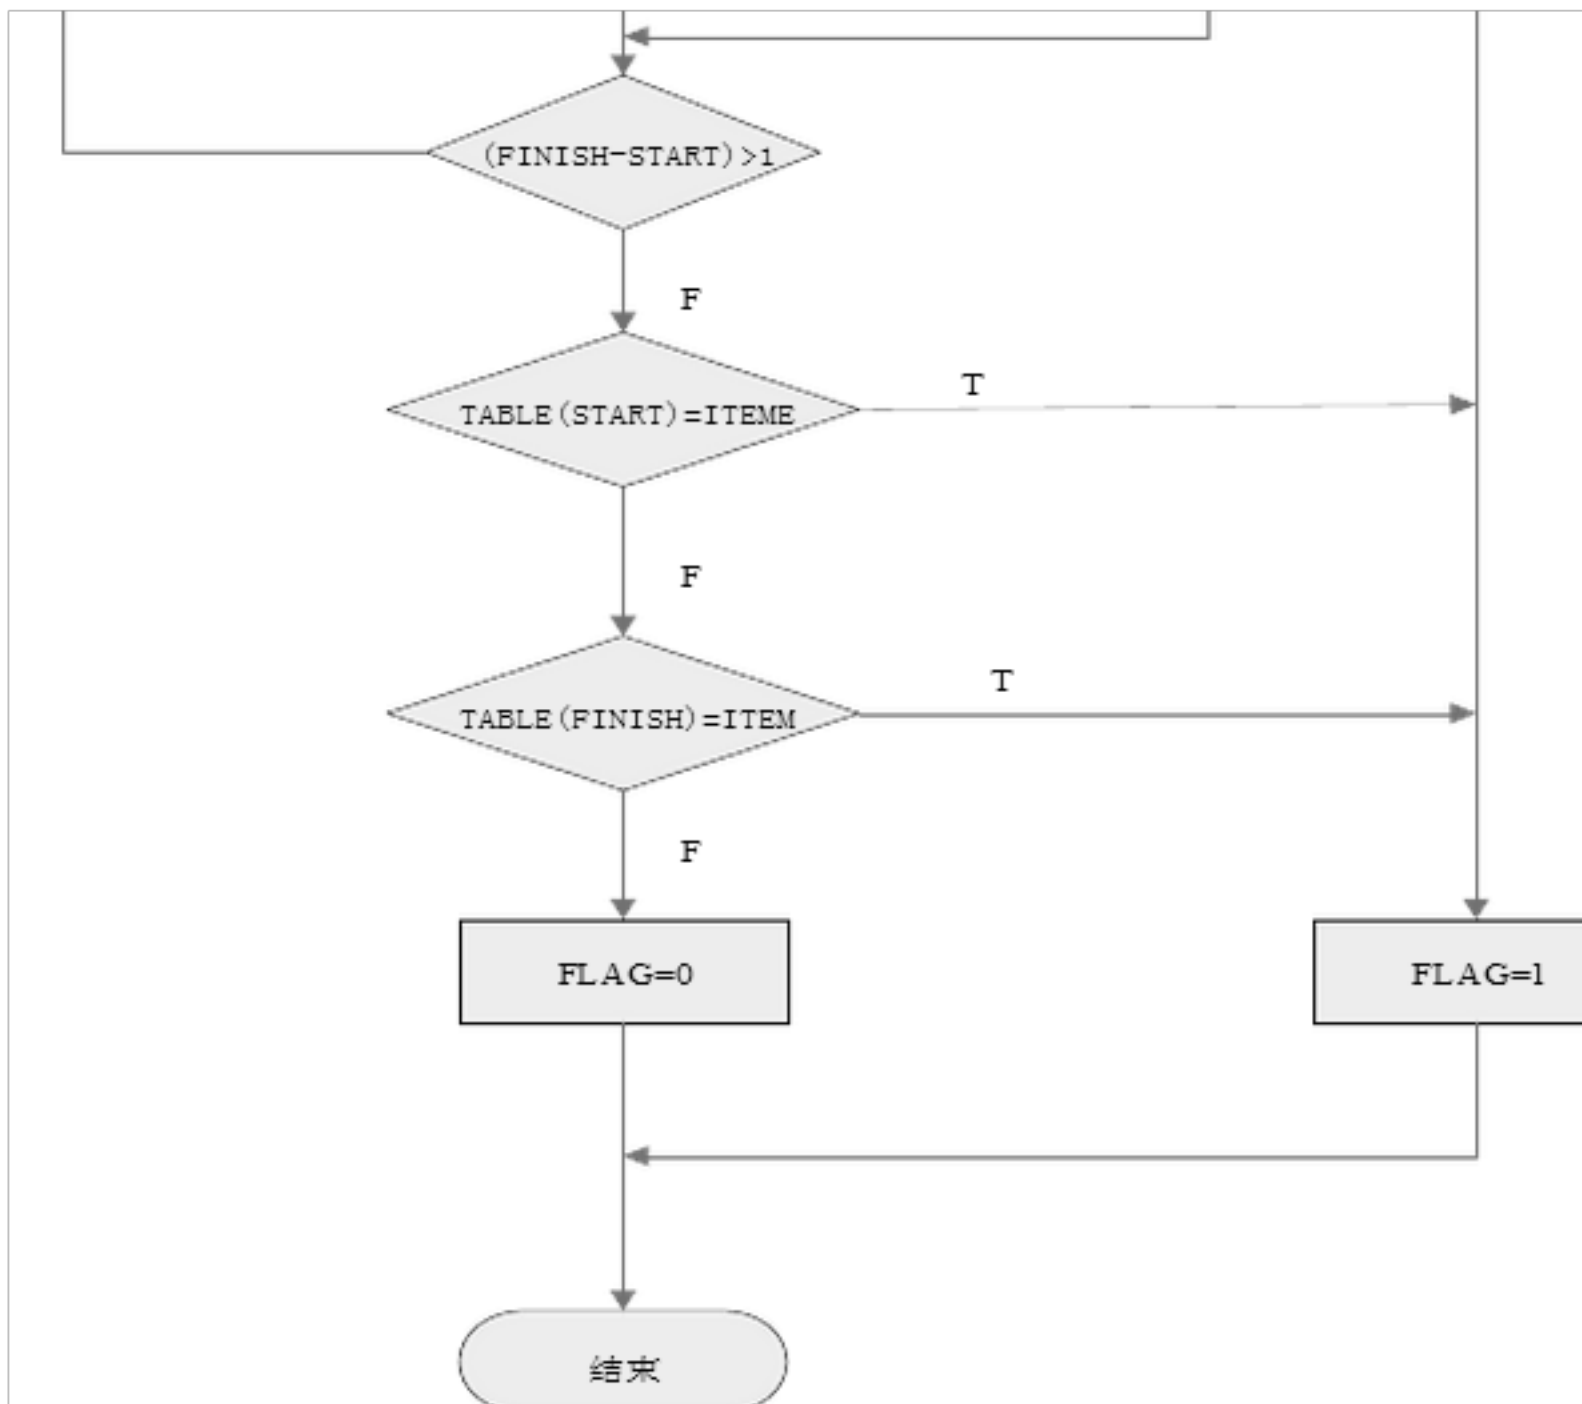 (FINISH-START)>1
F
T
TABLE(START)=ITEME
F
T
TABLE(FINISH)=ITEM
F
FLAG=0
FLAG=1
结束